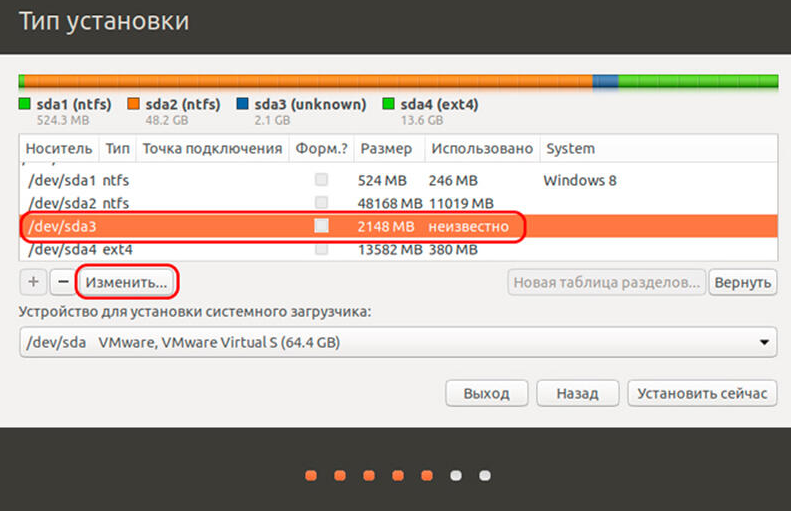 Тип установки
sda1 (ntfs) sda2 (ntfs) sda3 (unknown) sda4 (ext4)
524.3 MB 48.2 GB 2.1 GB 13.6 GB
Носитель Тип Точка подключения Форм.? Размер Использовано System
/dev/sda1 ntfs 524 MB 246 MB Windows 8
/dev/sda2 ntfs 48168 MB 11019 MB
/dev/sda3 2148 MB неизвестно
/dev/sda4 ext4 13582 MB 380 MB
+ − Изменить... Новая таблица разделов... Вернуть
Устройство для установки системного загрузчика:
/dev/sda VMware, VMware Virtual S (64.4 GB)
Выход Назад Установить сейчас